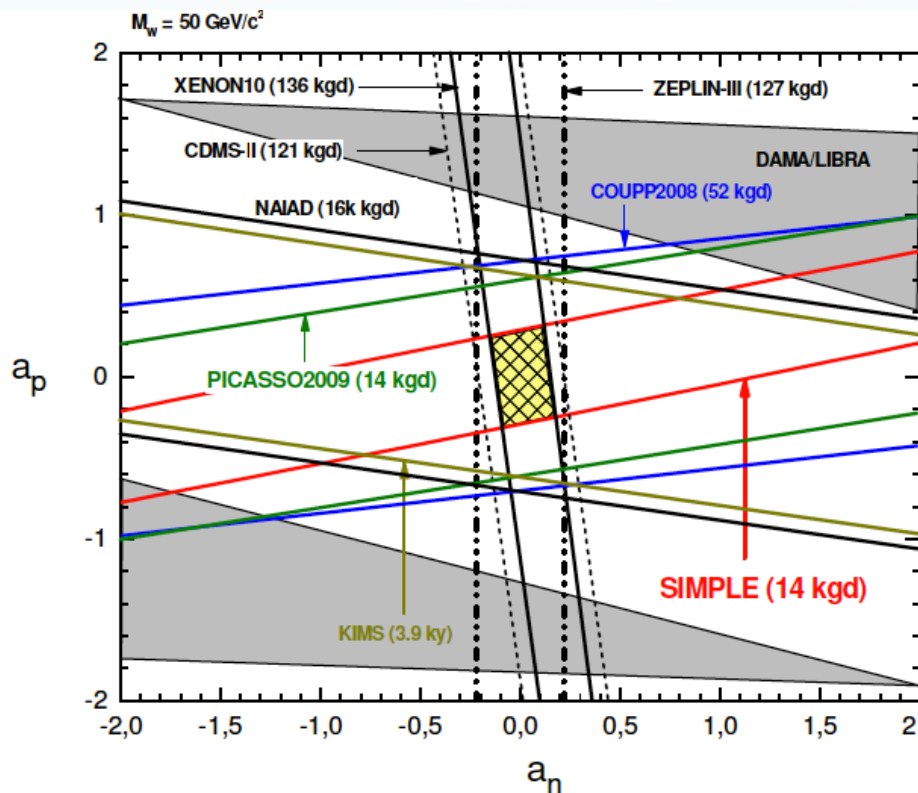 M_w = 50 GeV/c²
2
XENON10 (136 kgd)
ZEPLIN-III (127 kgd)
CDMS-II (121 kgd)
DAMA/LIBRA
COUPP2008 (52 kgd)
NAIAD (16k kgd)
1
a_p
0
PICASSO2009 (14 kgd)
-1
SIMPLE (14 kgd)
KIMS (3.9 ky)
-2
-2,0 -1,5 -1,0 -0,5 0,0 0,5 1,0 1,5
a_n